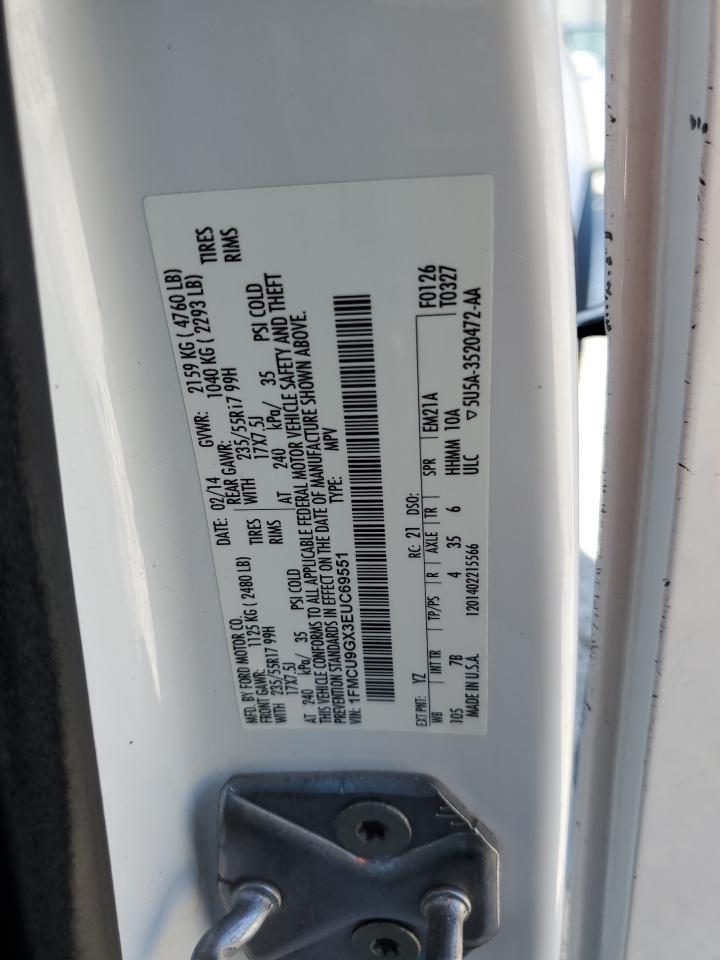 MFD. BY FORD MOTOR CO.
DATE: 02/14 GVWR: 2159 KG ( 4760 LB)
FRONT GAWR: 1125 KG ( 2480 LB) REAR GAWR: 1040 KG ( 2293 LB)
WITH 235/55R17 99H TIRES WITH 235/55R17 99H TIRES
17X7.5J RIMS 17X7.5J RIMS
AT 240 kPa/ 35 PSI COLD AT 240 kPa/ 35 PSI COLD
THIS VEHICLE CONFORMS TO ALL APPLICABLE FEDERAL MOTOR VEHICLE SAFETY AND THEFT
PREVENTION STANDARDS IN EFFECT ON THE DATE OF MANUFACTURE SHOWN ABOVE.
VIN: 1FMCU9GX3EUC69551 TYPE: MPV
F0126
T0327
EXT PNT: YZ RC: 21 DSO:
WB INT TR TP/PS R AXLE TR SPR EM21A
105 7B 4 35 6 HHMM 10A
MADE IN U.S.A. 1201402215566 ULC ▽5U5A-3520472-AA